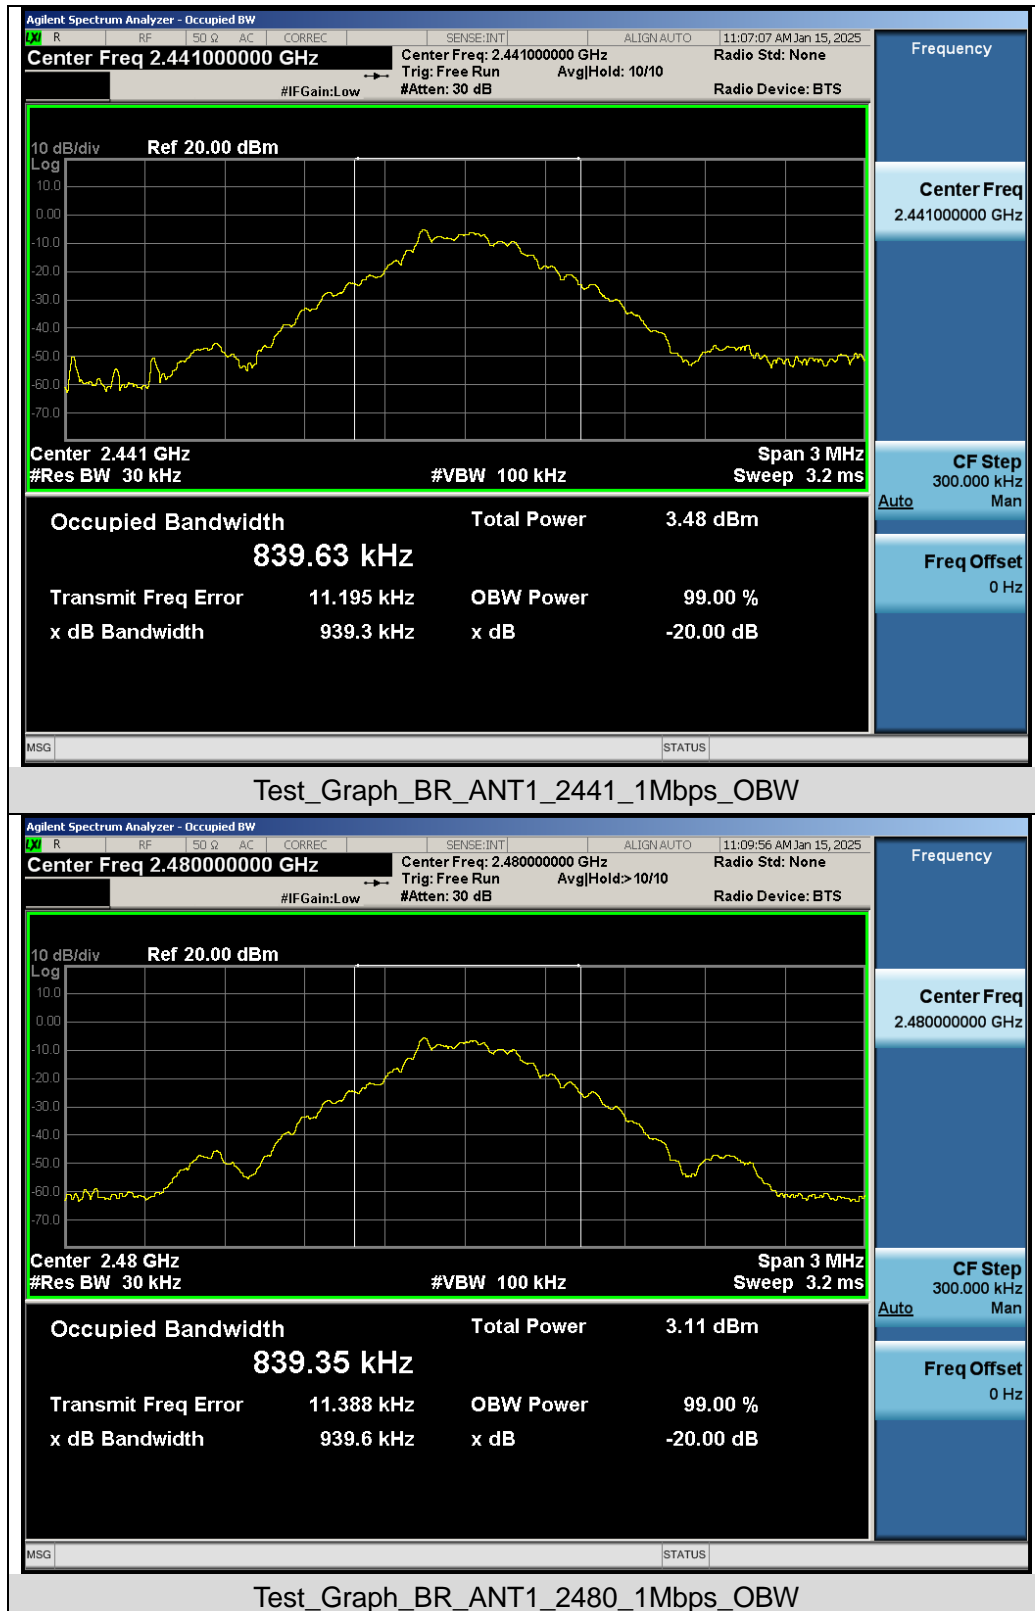 Agilent Spectrum Analyzer - Occupied BW
LXI R RF 50 Ω AC CORREC SENSE:INT ALIGN AUTO 11:07:07 AM Jan 15, 2025
Center Freq 2.441000000 GHz Center Freq: 2.441000000 GHz Radio Std: None
Trig: Free Run Avg|Hold: 10/10
#IFGain:Low #Atten: 30 dB Radio Device: BTS
Frequency
10 dB/div Ref 20.00 dBm
Log
10.0
0.00
-10.0
-20.0
-30.0
-40.0
-50.0
-60.0
-70.0
Center 2.441 GHz Span 3 MHz
#Res BW 30 kHz #VBW 100 kHz Sweep 3.2 ms
Center Freq
2.441000000 GHz
CF Step
300.000 kHz
Auto Man
Freq Offset
0 Hz
Occupied Bandwidth Total Power 3.48 dBm
839.63 kHz
Transmit Freq Error 11.195 kHz OBW Power 99.00 %
x dB Bandwidth 939.3 kHz x dB -20.00 dB
MSG STATUS
Test_Graph_BR_ANT1_2441_1Mbps_OBW
Agilent Spectrum Analyzer - Occupied BW
LXI R RF 50 Ω AC CORREC SENSE:INT ALIGN AUTO 11:09:56 AM Jan 15, 2025
Center Freq 2.480000000 GHz Center Freq: 2.480000000 GHz Radio Std: None
Trig: Free Run Avg|Hold:>10/10
#IFGain:Low #Atten: 30 dB Radio Device: BTS
Frequency
10 dB/div Ref 20.00 dBm
Log
10.0
0.00
-10.0
-20.0
-30.0
-40.0
-50.0
-60.0
-70.0
Center 2.48 GHz Span 3 MHz
#Res BW 30 kHz #VBW 100 kHz Sweep 3.2 ms
Center Freq
2.480000000 GHz
CF Step
300.000 kHz
Auto Man
Freq Offset
0 Hz
Occupied Bandwidth Total Power 3.11 dBm
839.35 kHz
Transmit Freq Error 11.388 kHz OBW Power 99.00 %
x dB Bandwidth 939.6 kHz x dB -20.00 dB
MSG STATUS
Test_Graph_BR_ANT1_2480_1Mbps_OBW